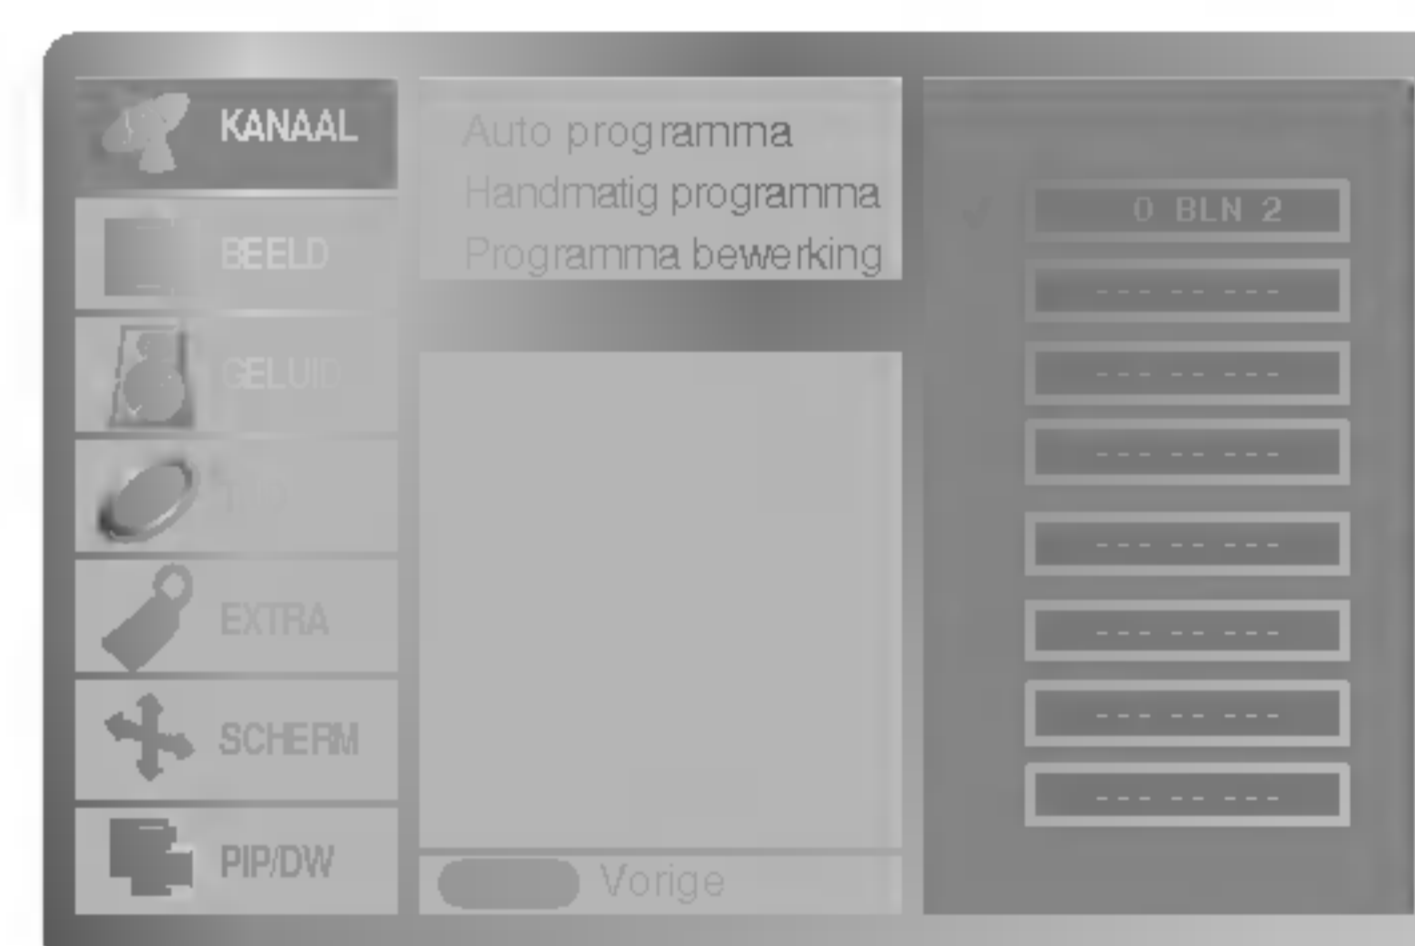 KANAAL
BEELD
GELUID
EXTRA
SCHERM
PIP/DW
Auto programma
Handmatig programma
Programma bewerking
Vorige
0 BLN 2
--- -- ---
--- -- ---
--- -- ---
--- -- ---
--- -- ---
--- -- ---
--- -- ---